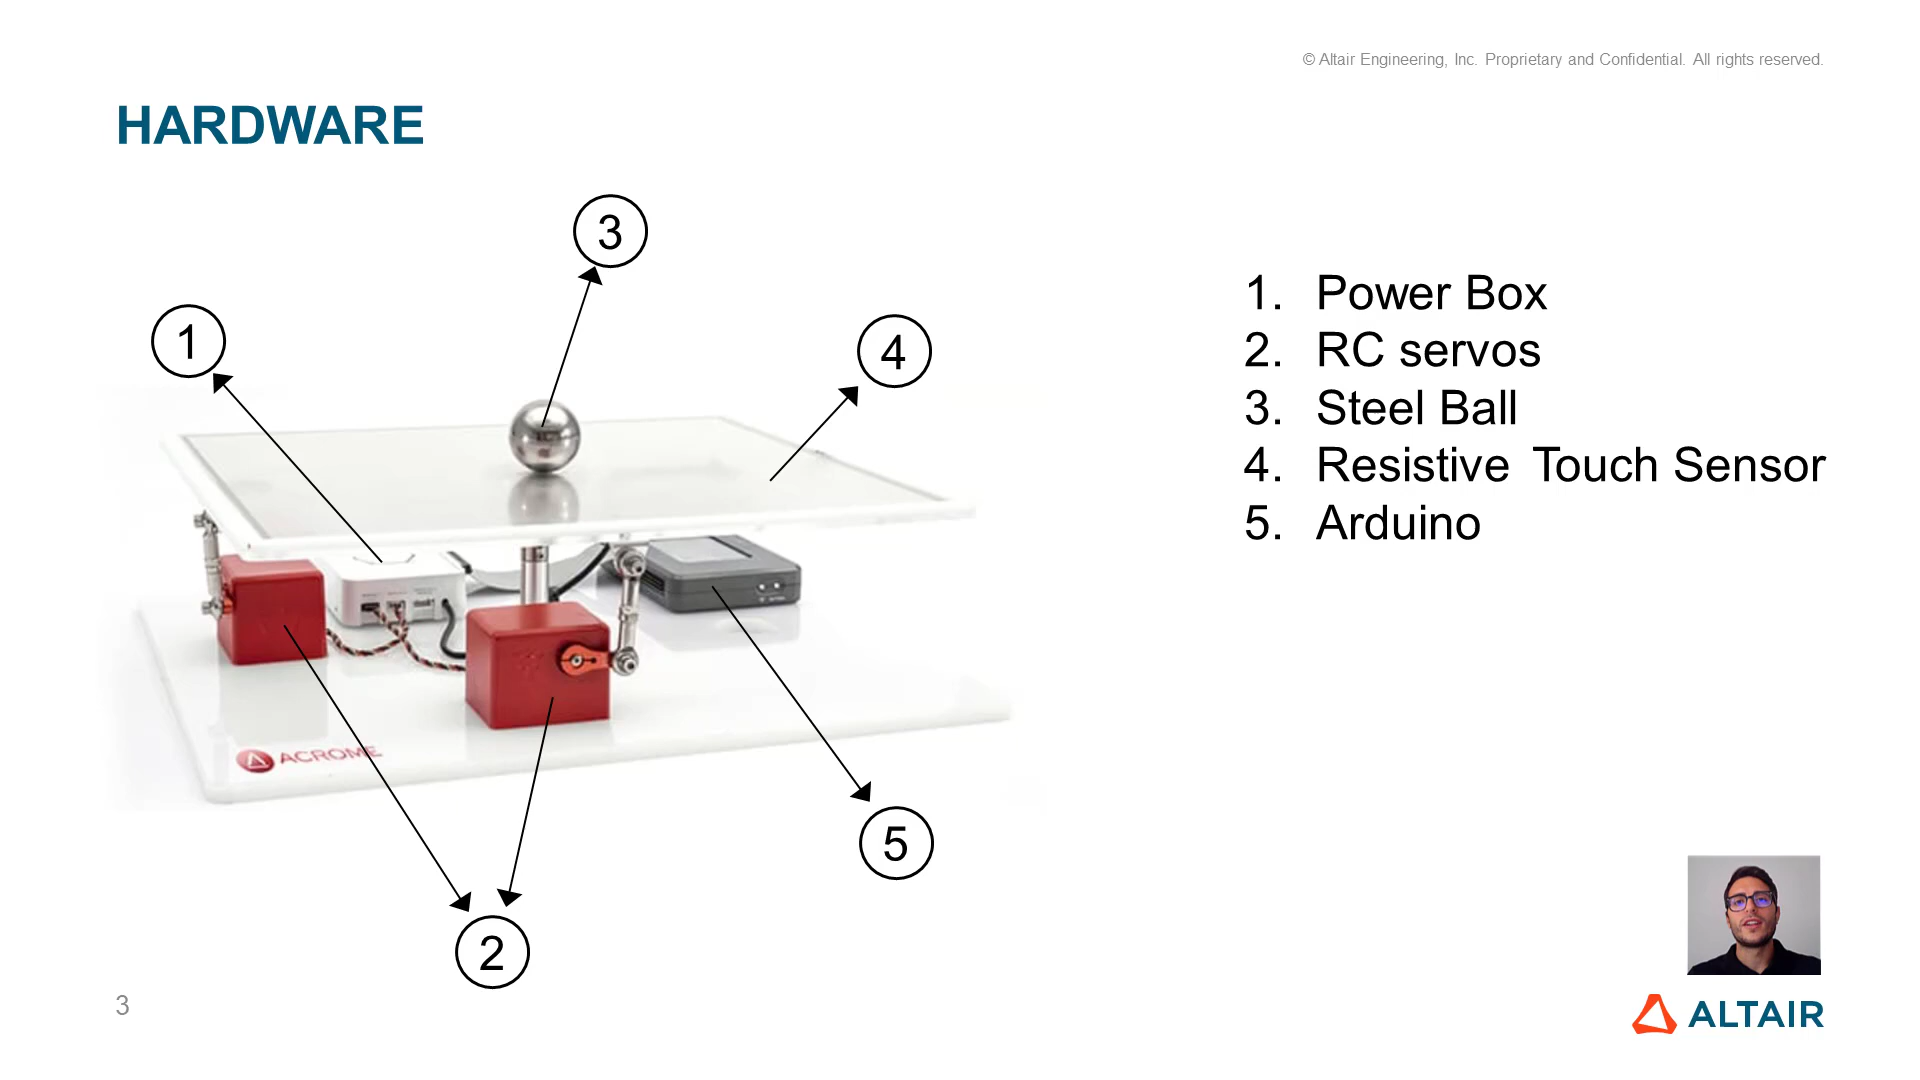 © Altair Engineering, Inc. Proprietary and Confidential. All rights reserved.
HARDWARE
3
1
4
1. Power Box
2. RC servos
3. Steel Ball
4. Resistive Touch Sensor
5. Arduino
ACROME
5
2
3
ALTAIR